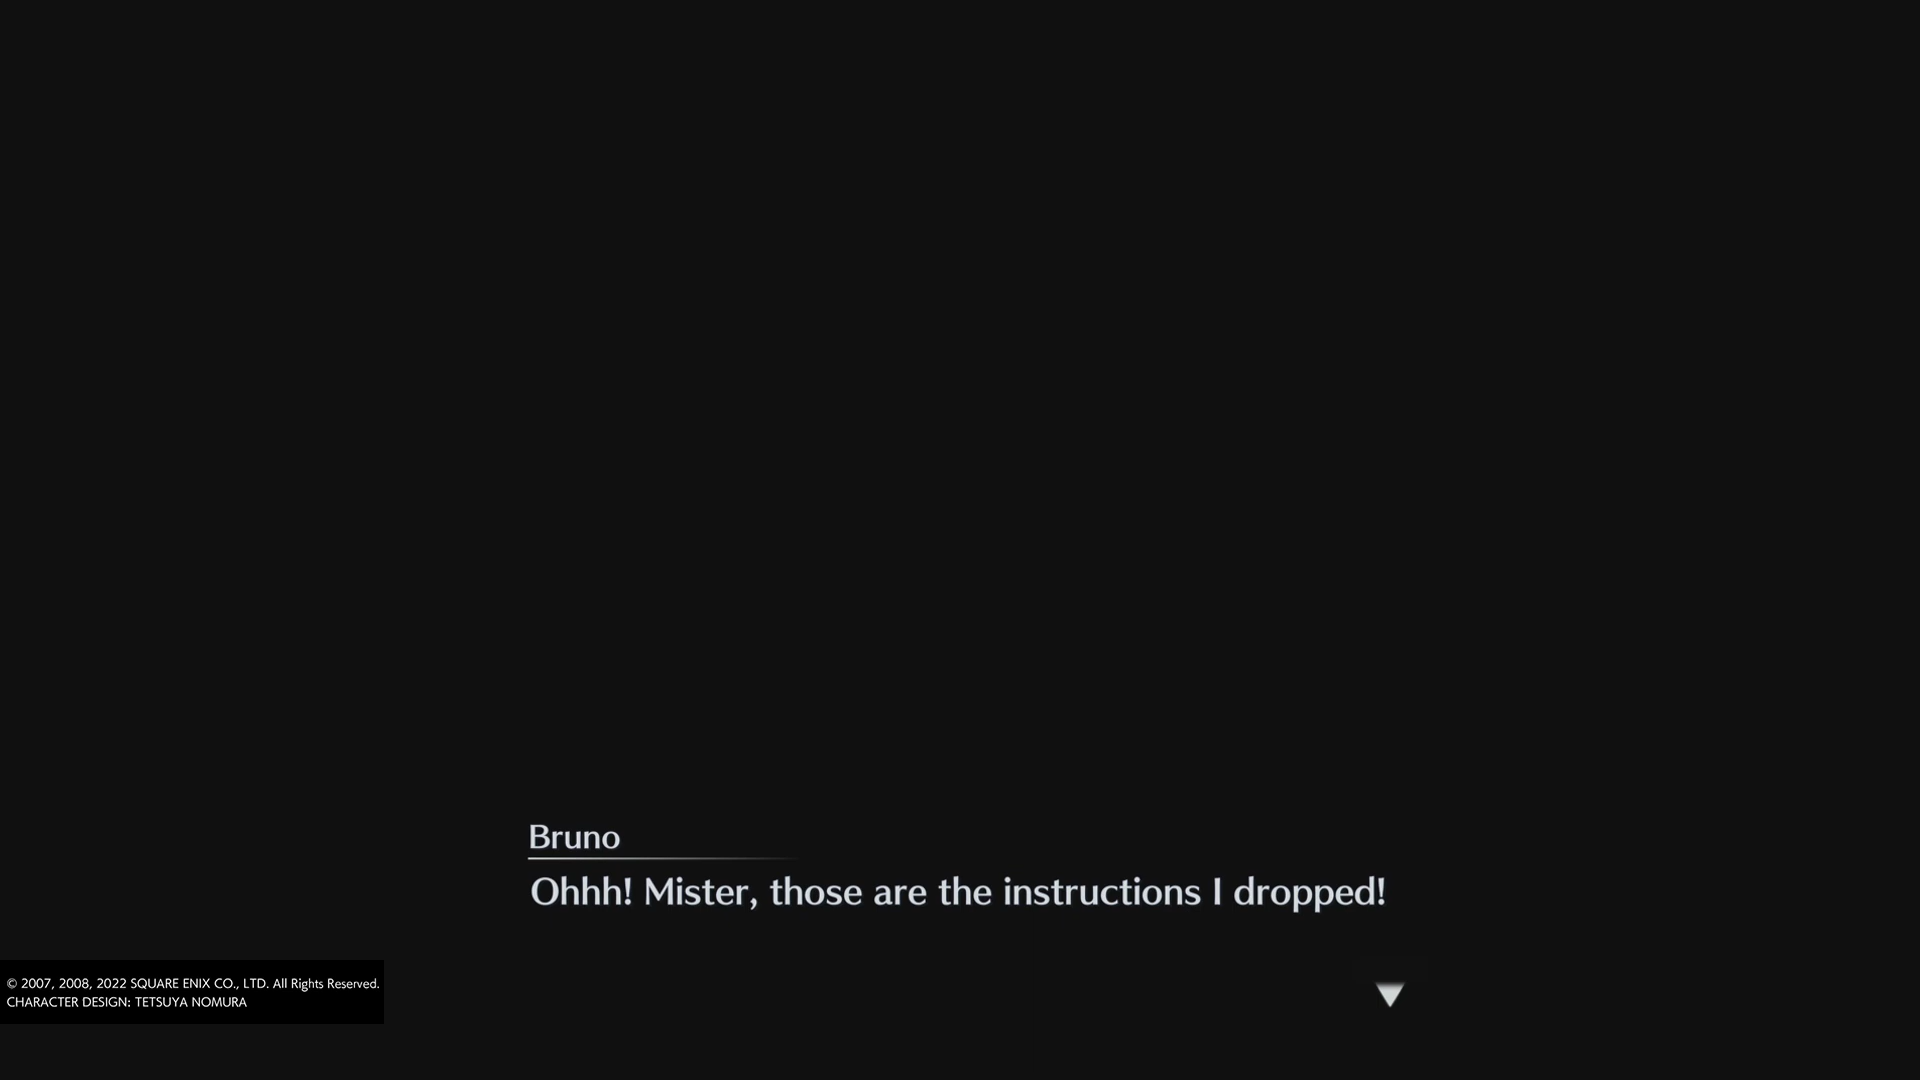 Bruno
Ohhh! Mister, those are the instructions I dropped!
© 2007, 2008, 2022 SQUARE ENIX CO., LTD. All Rights Reserved.
CHARACTER DESIGN: TETSUYA NOMURA